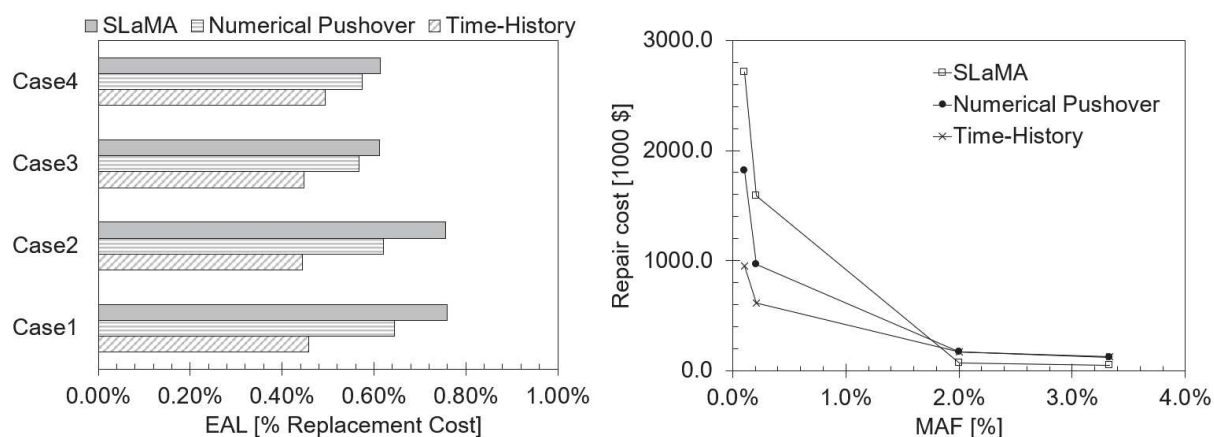 SLaMA Numerical Pushover Time-History
Case4
Case3
Case2
Case1
0.00% 0.20% 0.40% 0.60% 0.80% 1.00%
EAL [% Replacement Cost]
3000.0
2000.0
1000.0
0.0
Repair cost [1000 $]
SLaMA
Numerical Pushover
Time-History
0.0% 1.0% 2.0% 3.0% 4.0%
MAF [%]